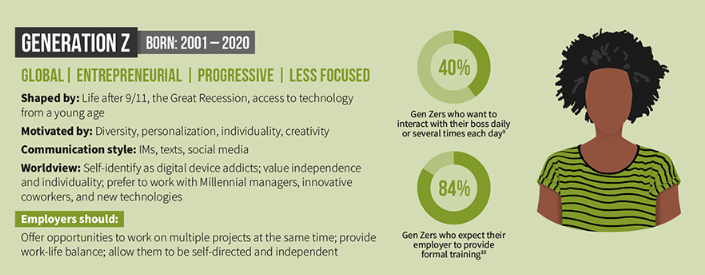 GENERATION Z BORN: 2001 – 2020
GLOBAL | ENTREPRENEURIAL | PROGRESSIVE | LESS FOCUSED
Shaped by: Life after 9/11, the Great Recession, access to technology
from a young age
Motivated by: Diversity, personalization, individuality, creativity
Communication style: IMs, texts, social media
Worldview: Self-identify as digital device addicts; value independence
and individuality; prefer to work with Millennial managers, innovative
coworkers, and new technologies
Employers should:
Offer opportunities to work on multiple projects at the same time; provide
work-life balance; allow them to be self-directed and independent
40%
Gen Zers who want to
interact with their boss daily
or several times each day⁹
84%
Gen Zers who expect their
employer to provide
formal training¹⁰